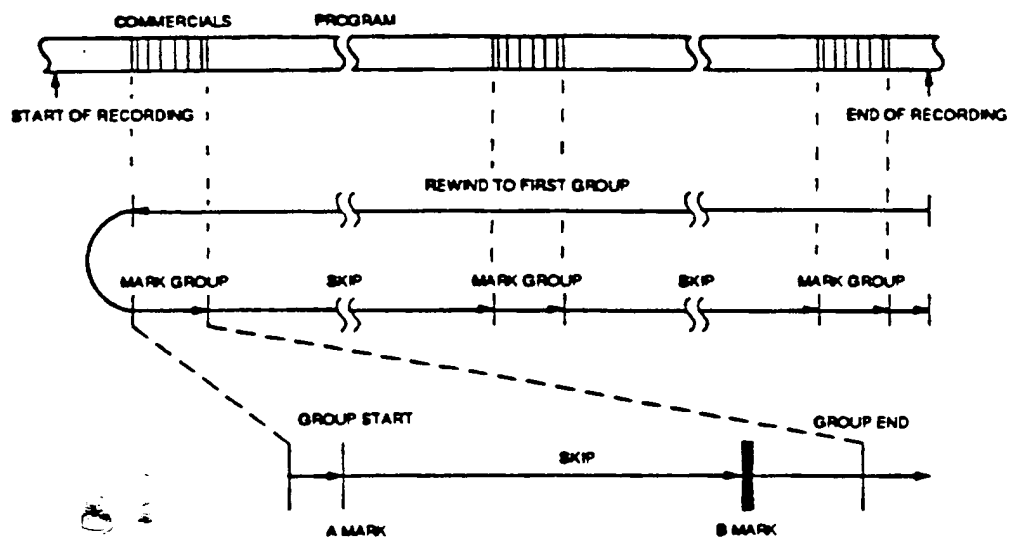 COMMERCIALS PROGRAM
START OF RECORDING END OF RECORDING
REWIND TO FIRST GROUP
MARK GROUP SKIP MARK GROUP SKIP MARK GROUP
GROUP START GROUP END
SKIP
A MARK B MARK